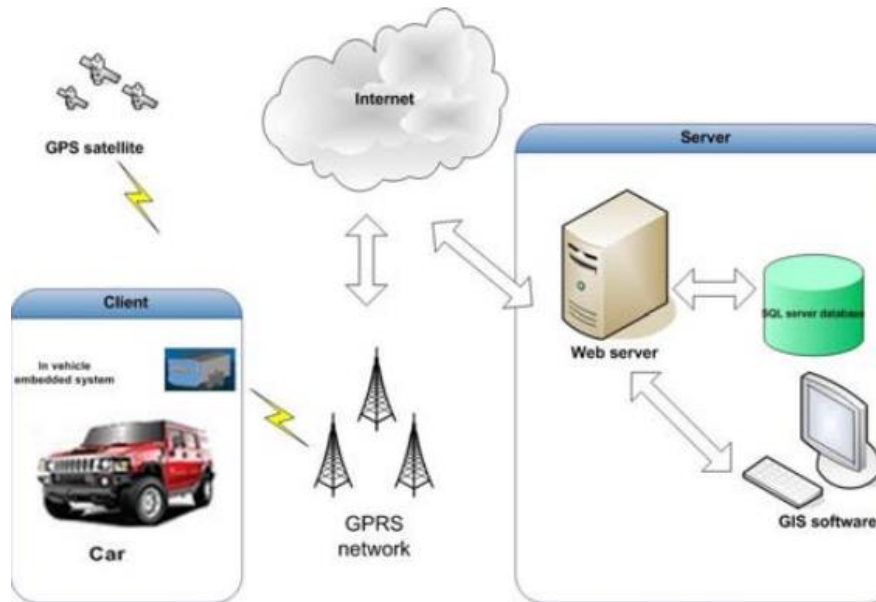 Internet
GPS satellite
Server
Client
In vehicle
embedded system
Car
GPRS
network
Web server
SQL server database
GIS software